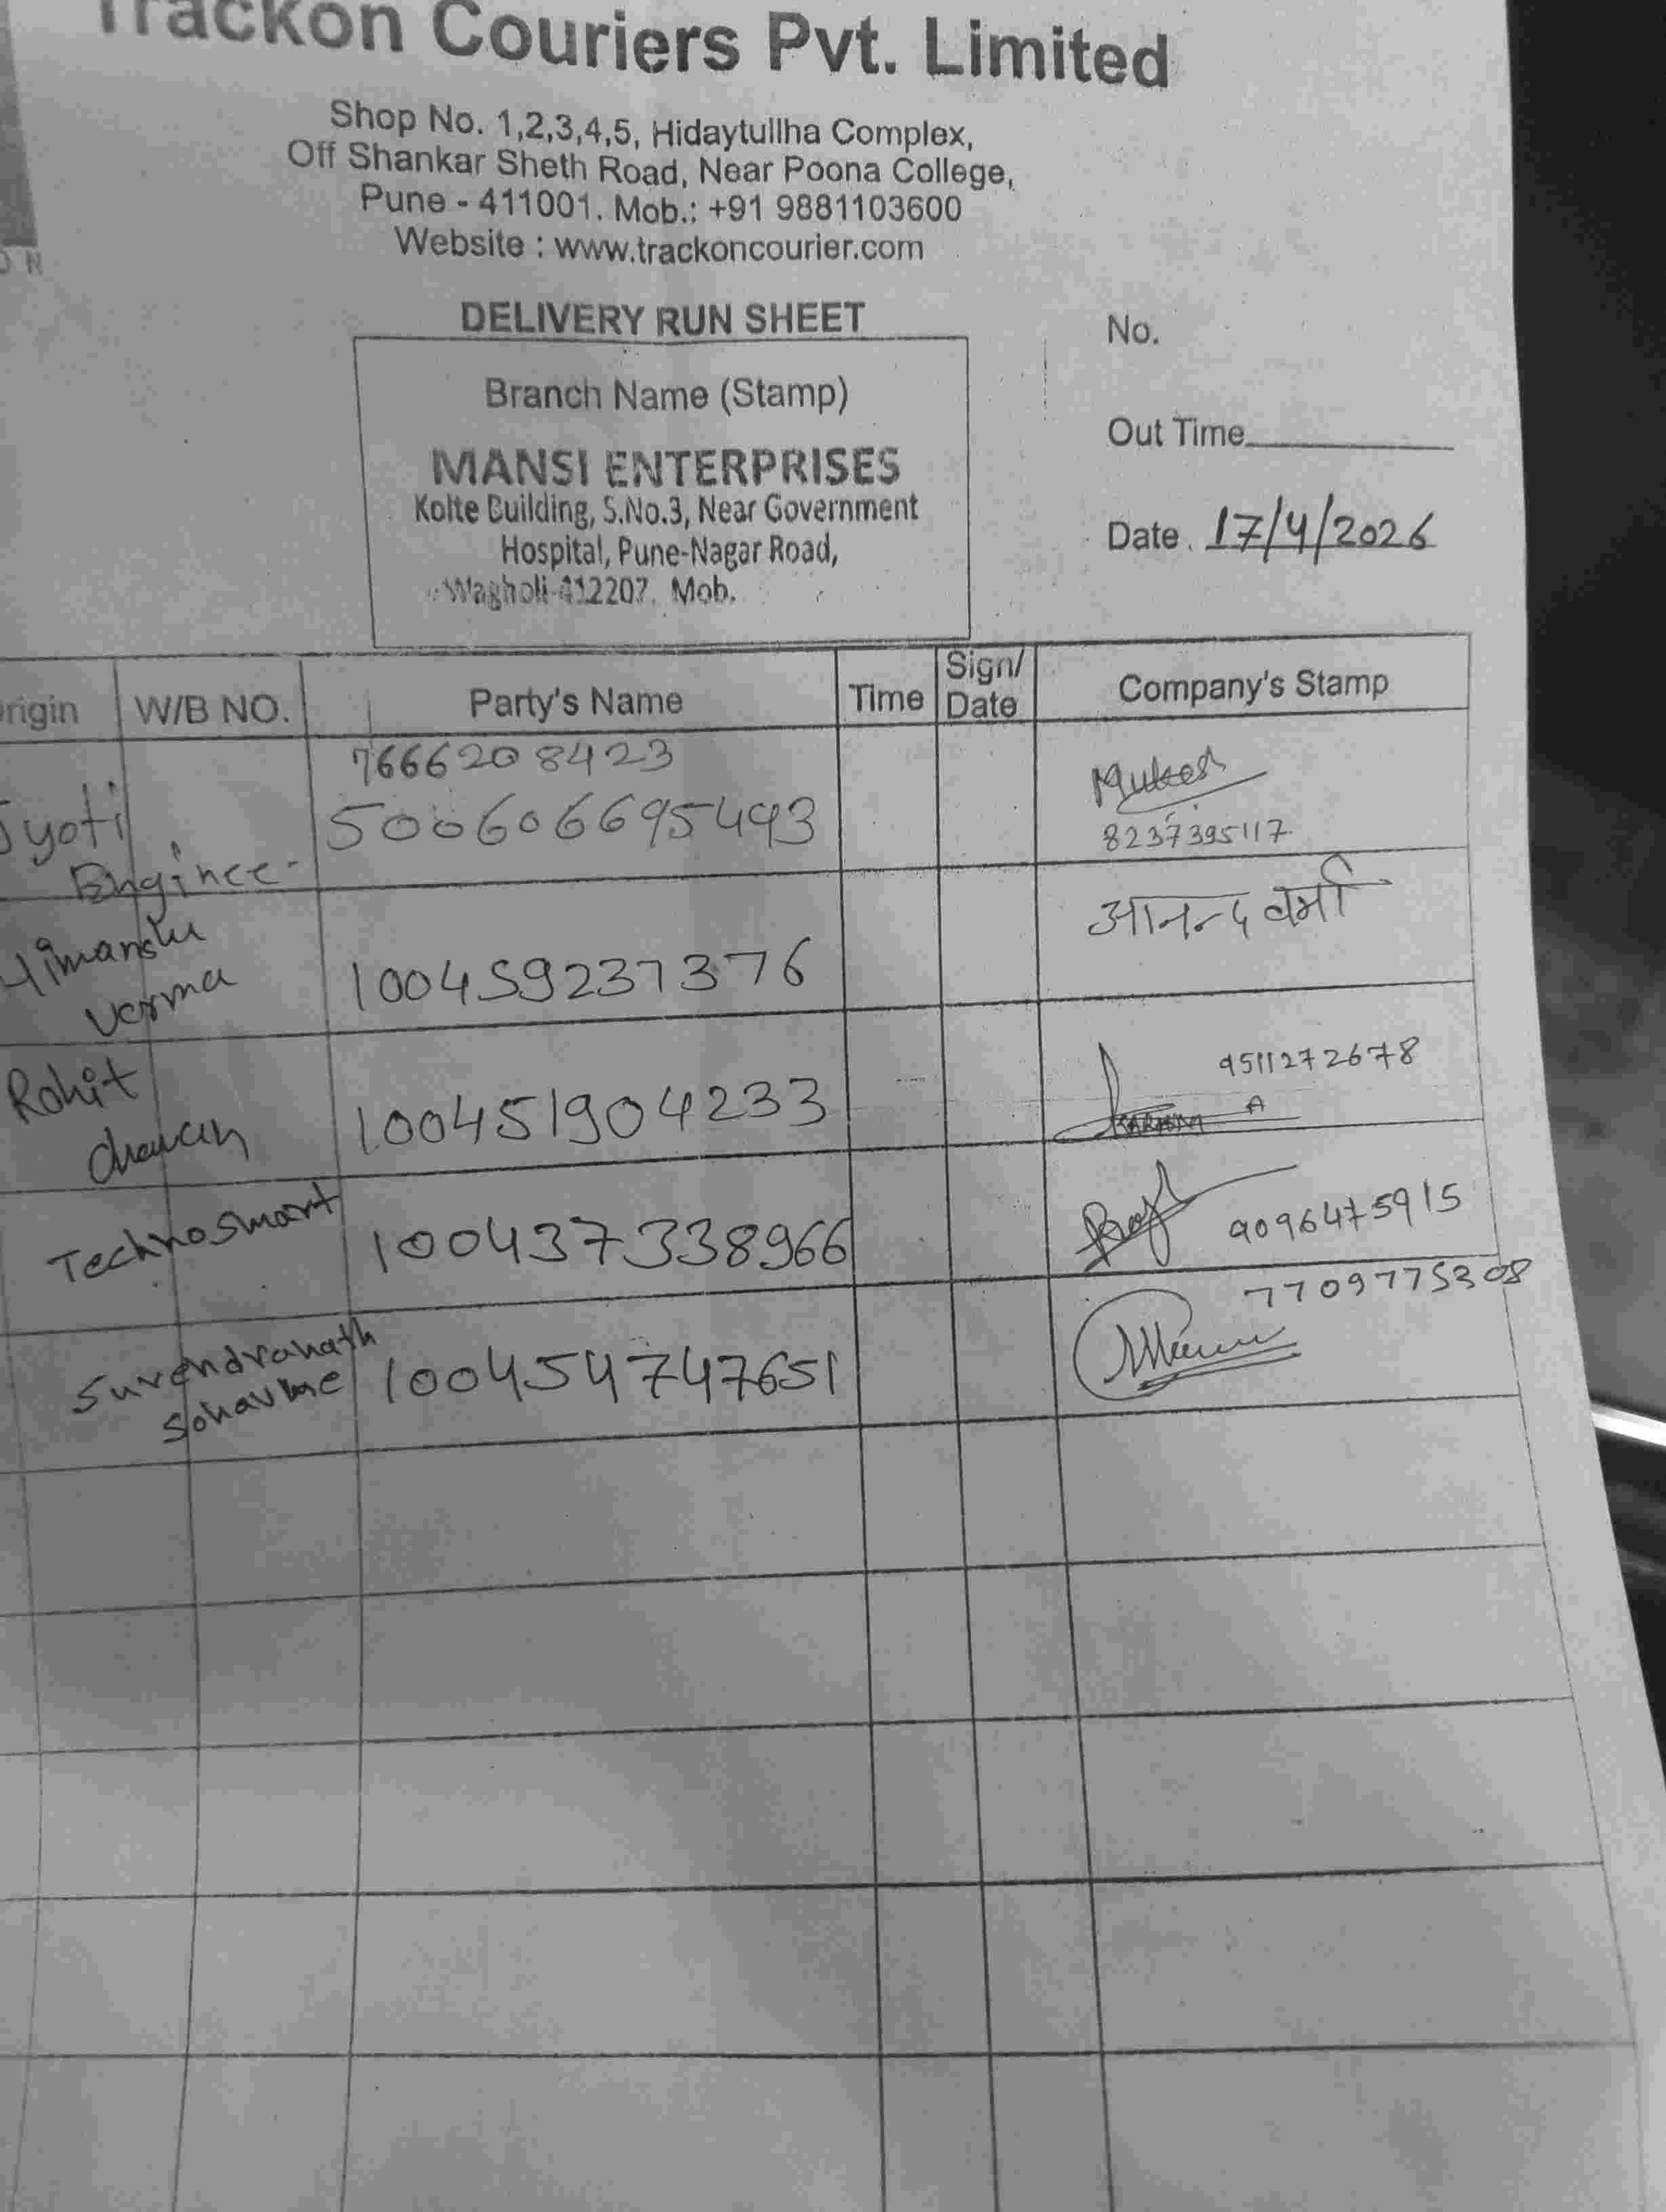 Trackon Couriers Pvt. Limited
Shop No. 1,2,3,4,5, Hidaytullha Complex,
Off Shankar Sheth Road, Near Poona College,
Pune - 411001. Mob.: +91 9881103600
Website : www.trackoncourier.com
DELIVERY RUN SHEET
No.
Branch Name (Stamp)
Out Time
MANSI ENTERPRISES
Kolte Building, S.No.3, Near Government
Hospital, Pune-Nagar Road,
Wagholi-412207. Mob.
Date 17/4/2026
rigin W/B NO. Party's Name Time Sign/ Date Company's Stamp
7666208423
Jyoti 500606695493 Mukesh
Engince- 8237395117
Himanshu 100459237376 आनन्द वर्मा
Verma
Rohit 100451904233 9511272678
chavan
Technosmart 100437338966 9096475915
Surendranath 100454747651 7709775308